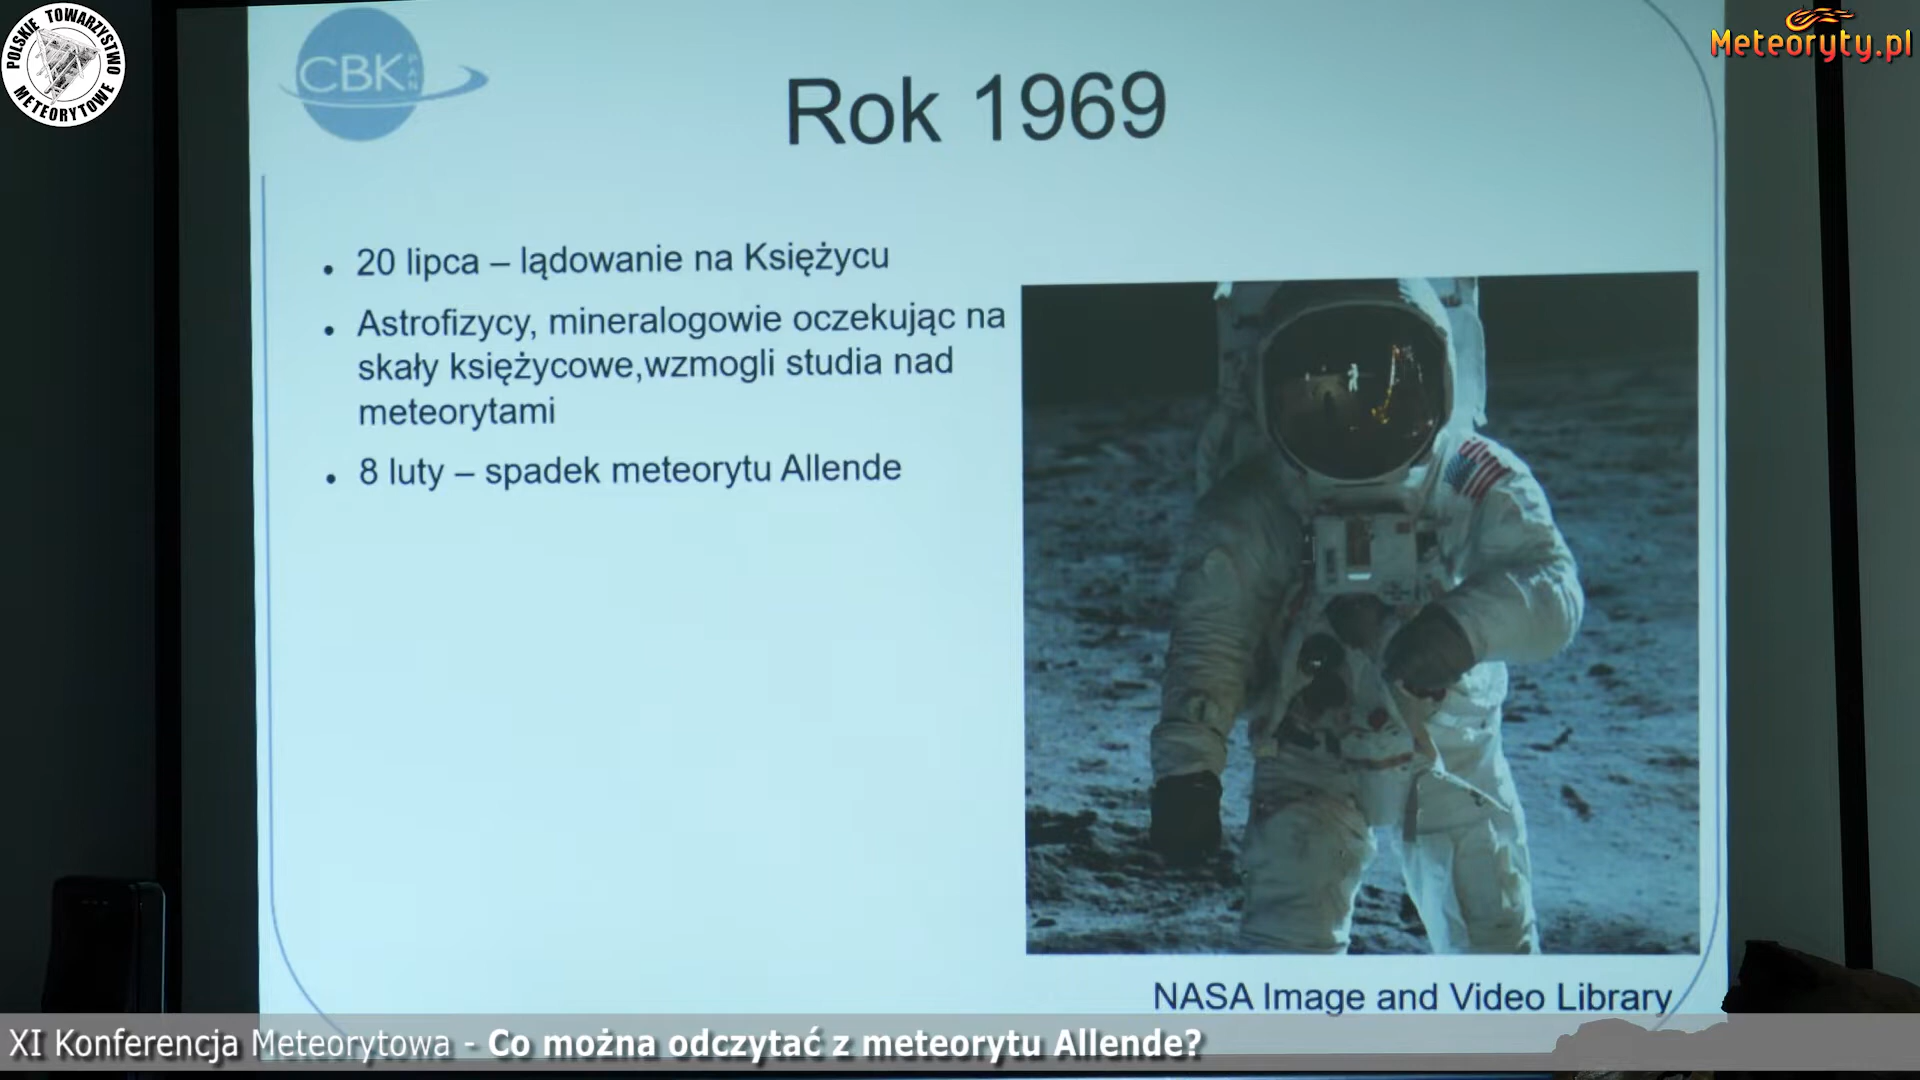 POLSKIE TOWARZYSTWO
METEORYTOWE
CBK
PAN
Meteoryty.pl
Rok 1969
20 lipca – lądowanie na Księżycu
Astrofizycy, mineralogowie oczekując na
skały księżycowe,wzmogli studia nad
meteorytami
8 luty – spadek meteorytu Allende
NASA Image and Video Library
XI Konferencja Meteorytowa - Co można odczytać z meteorytu Allende?